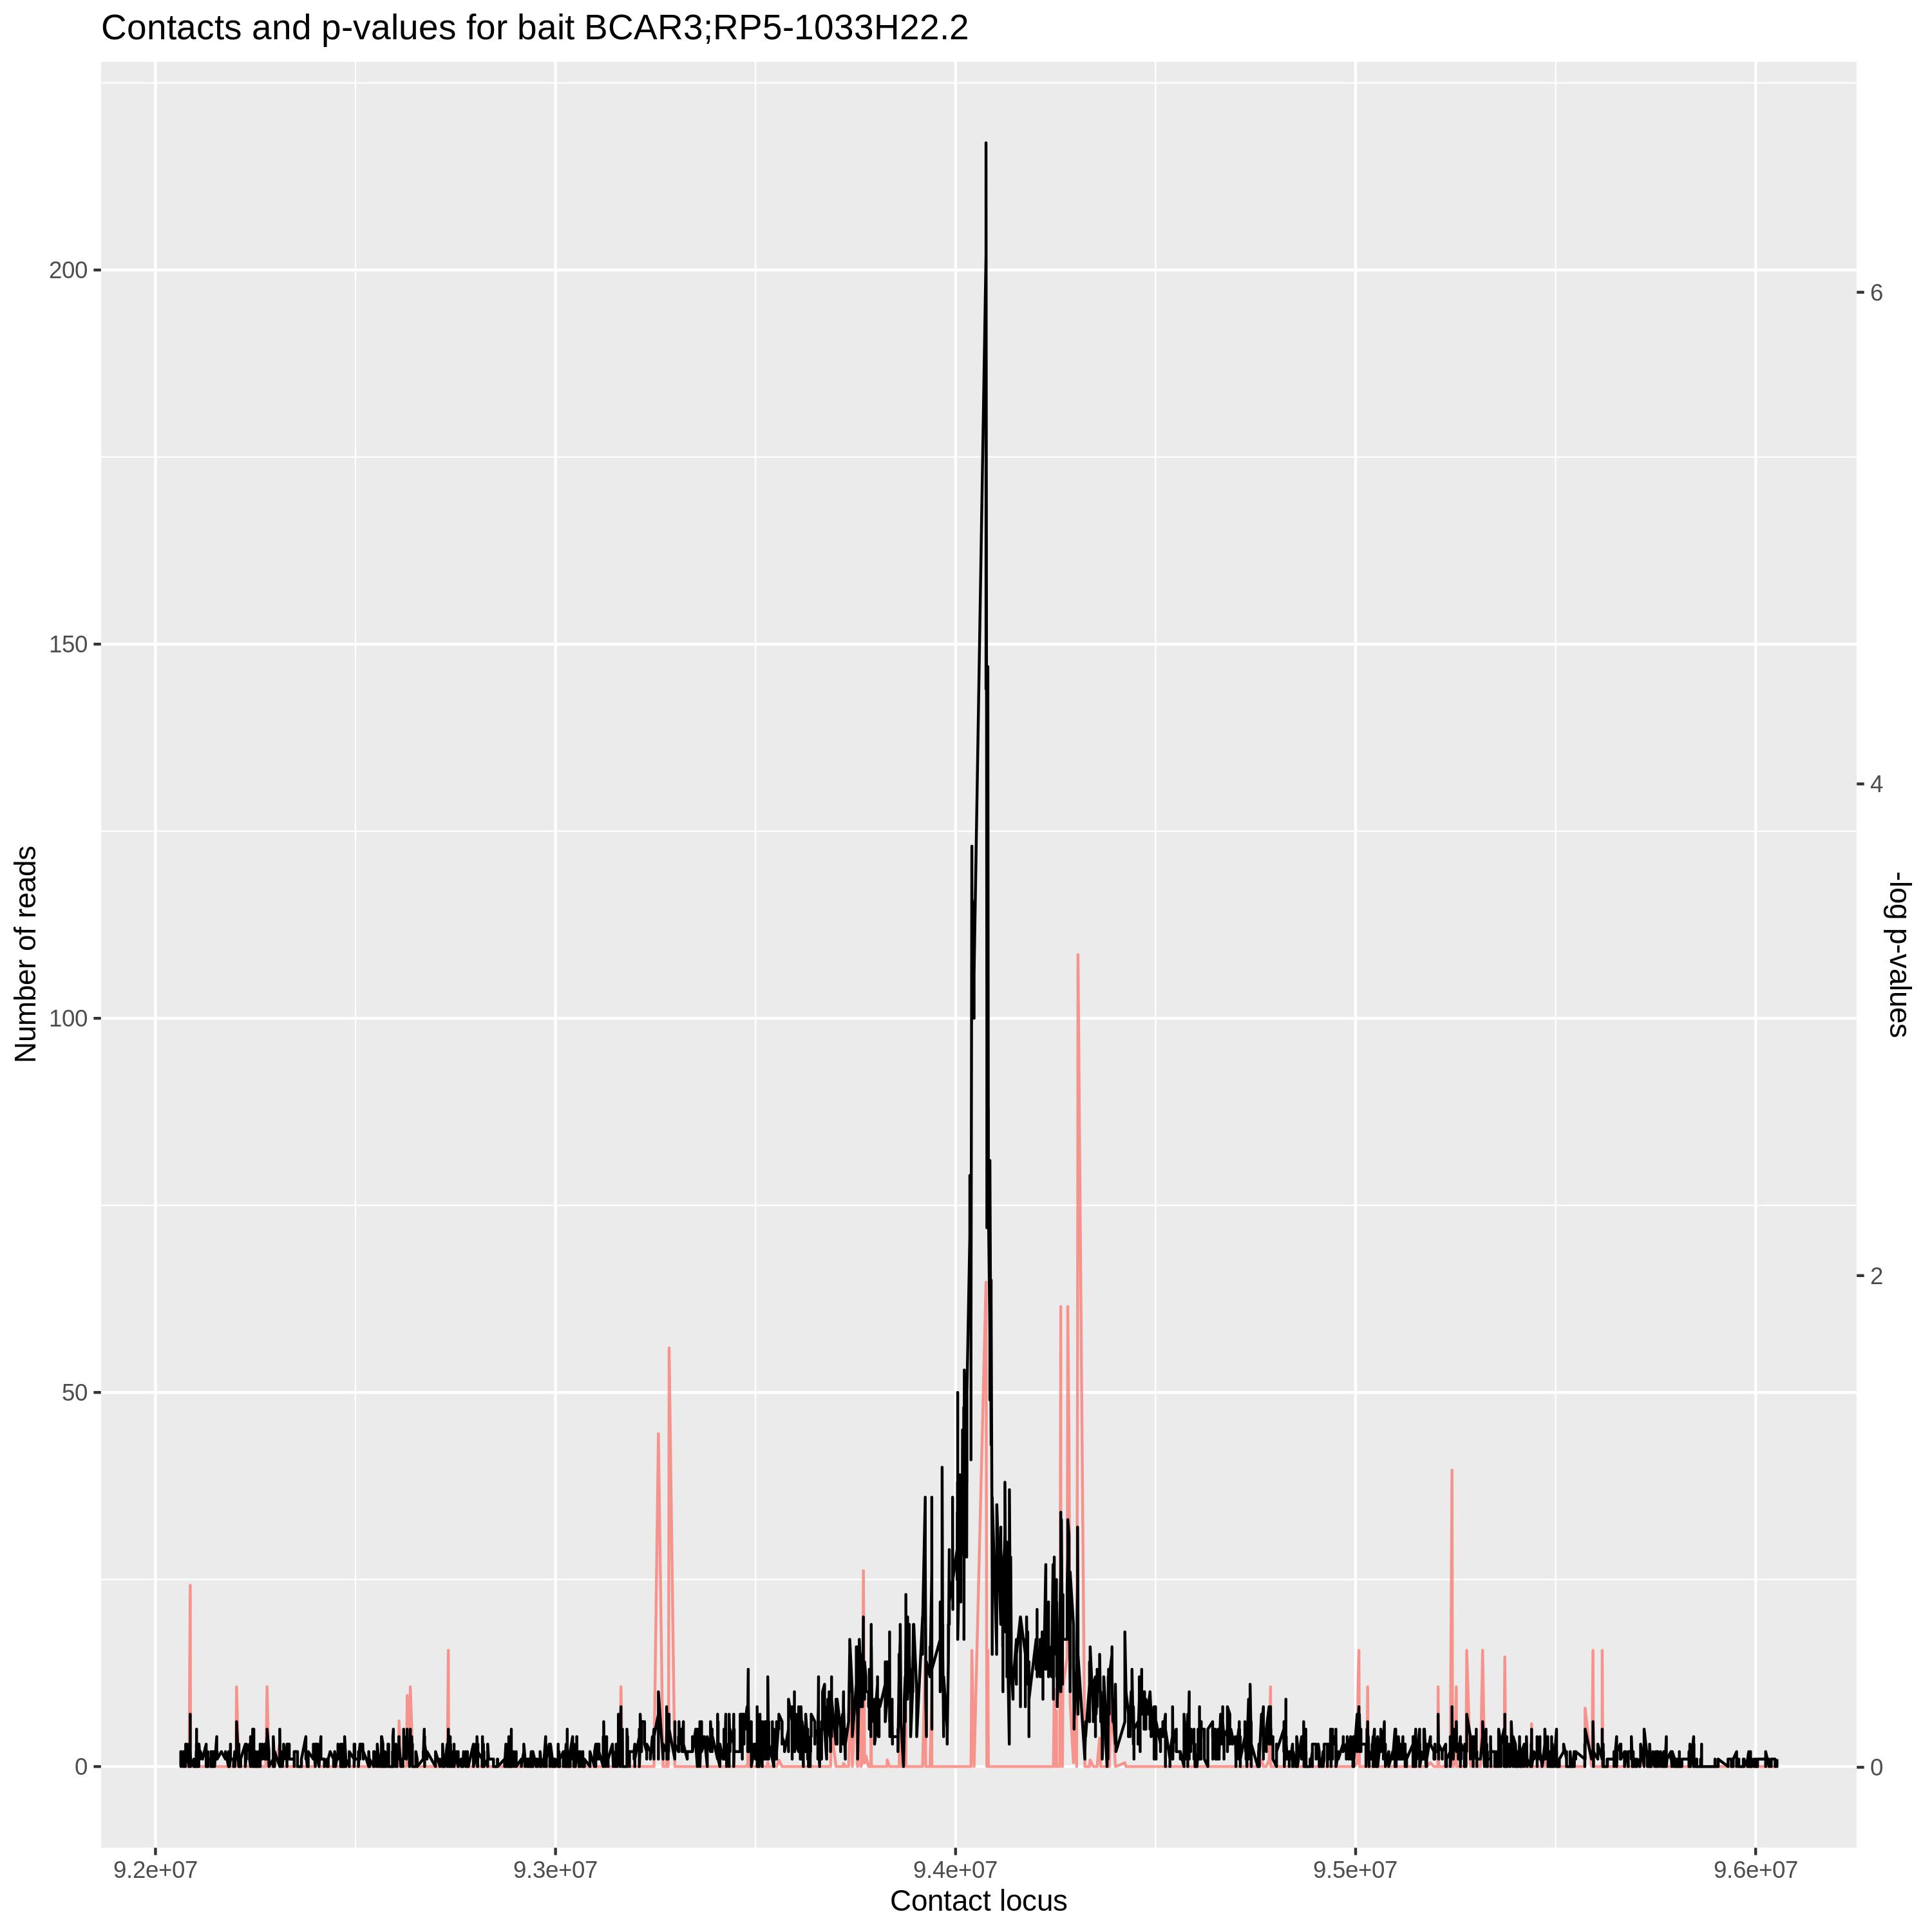 Contacts and p-values for bait BCAR3;RP5-1033H22.2
200
150
100
50
0
Number of reads
6
4
2
0
-log p-values
9.2e+07 9.3e+07 9.4e+07 9.5e+07 9.6e+07
Contact locus